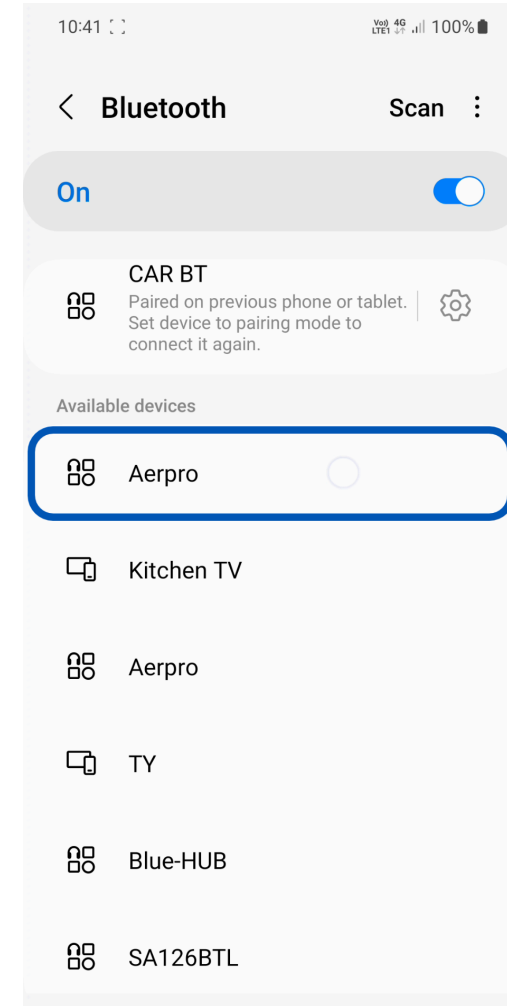 10:41 Vo)) LTE1 4G 100%
Bluetooth Scan
On
CAR BT
Paired on previous phone or tablet.
Set device to pairing mode to
connect it again.
Available devices
Aerpro
Kitchen TV
Aerpro
TY
Blue-HUB
SA126BTL